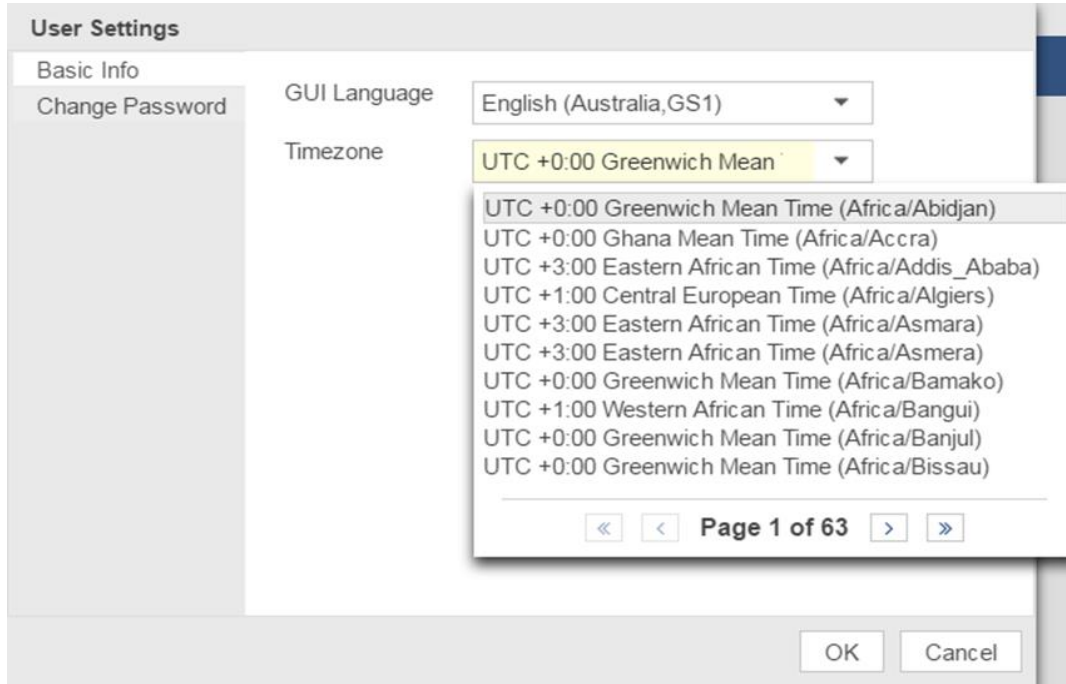 User Settings
Basic Info
Change Password
GUI Language
English (Australia,GS1)
Timezone
UTC +0:00 Greenwich Mean
UTC +0:00 Greenwich Mean Time (Africa/Abidjan)
UTC +0:00 Ghana Mean Time (Africa/Accra)
UTC +3:00 Eastern African Time (Africa/Addis_Ababa)
UTC +1:00 Central European Time (Africa/Algiers)
UTC +3:00 Eastern African Time (Africa/Asmara)
UTC +3:00 Eastern African Time (Africa/Asmera)
UTC +0:00 Greenwich Mean Time (Africa/Bamako)
UTC +1:00 Western African Time (Africa/Bangui)
UTC +0:00 Greenwich Mean Time (Africa/Banjul)
UTC +0:00 Greenwich Mean Time (Africa/Bissau)
« < Page 1 of 63 > »
OK Cancel